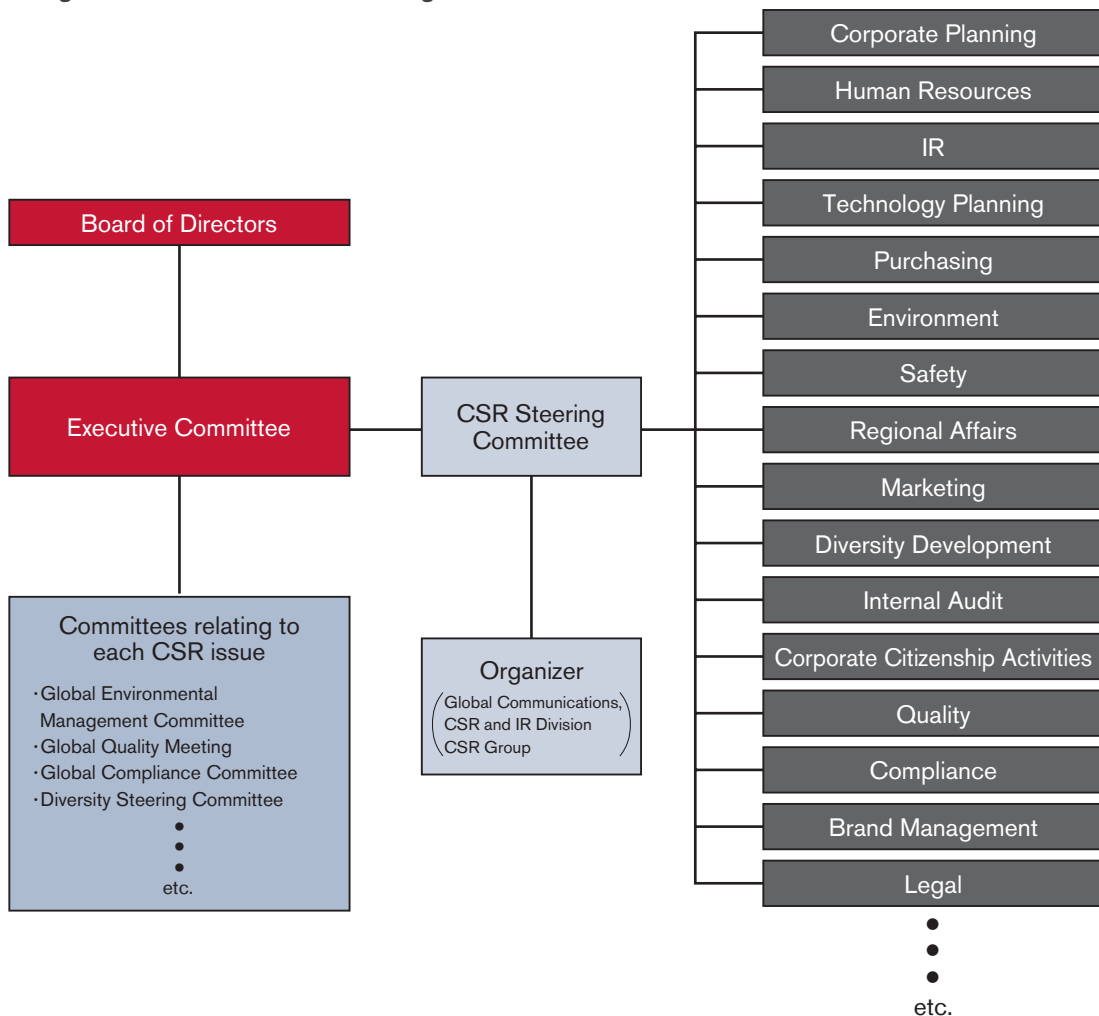 Board of Directors
Executive Committee
Committees relating to
each CSR issue
・Global Environmental
Management Committee
・Global Quality Meeting
・Global Compliance Committee
・Diversity Steering Committee
etc.
CSR Steering
Committee
Organizer
(Global Communications,
CSR and IR Division
CSR Group)
Corporate Planning
Human Resources
IR
Technology Planning
Purchasing
Environment
Safety
Regional Affairs
Marketing
Diversity Development
Internal Audit
Corporate Citizenship Activities
Quality
Compliance
Brand Management
Legal
etc.